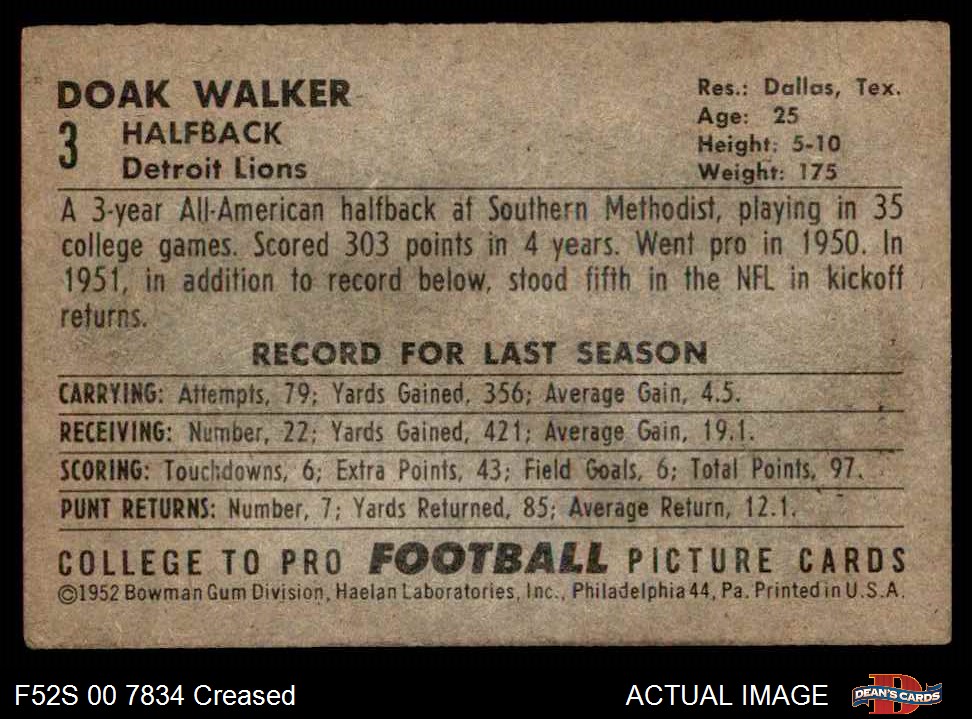 DOAK WALKER
3 HALFBACK
Detroit Lions
Res.: Dallas, Tex.
Age: 25
Height: 5-10
Weight: 175
A 3-year All-American halfback at Southern Methodist, playing in 35
college games. Scored 303 points in 4 years. Went pro in 1950. In
1951, in addition to record below, stood fifth in the NFL in kickoff
returns.
RECORD FOR LAST SEASON
CARRYING: Attempts, 79; Yards Gained, 356; Average Gain, 4.5.
RECEIVING: Number, 22; Yards Gained, 421; Average Gain, 19.1.
SCORING: Touchdowns, 6; Extra Points, 43; Field Goals, 6; Total Points, 97.
PUNT RETURNS: Number, 7; Yards Returned, 85; Average Return, 12.1.
COLLEGE TO PRO FOOTBALL PICTURE CARDS
©1952 Bowman Gum Division, Haelan Laboratories, Inc., Philadelphia 44, Pa. Printed in U.S.A.
F52S 00 7834 Creased
ACTUAL IMAGE
DEAN'S CARDS